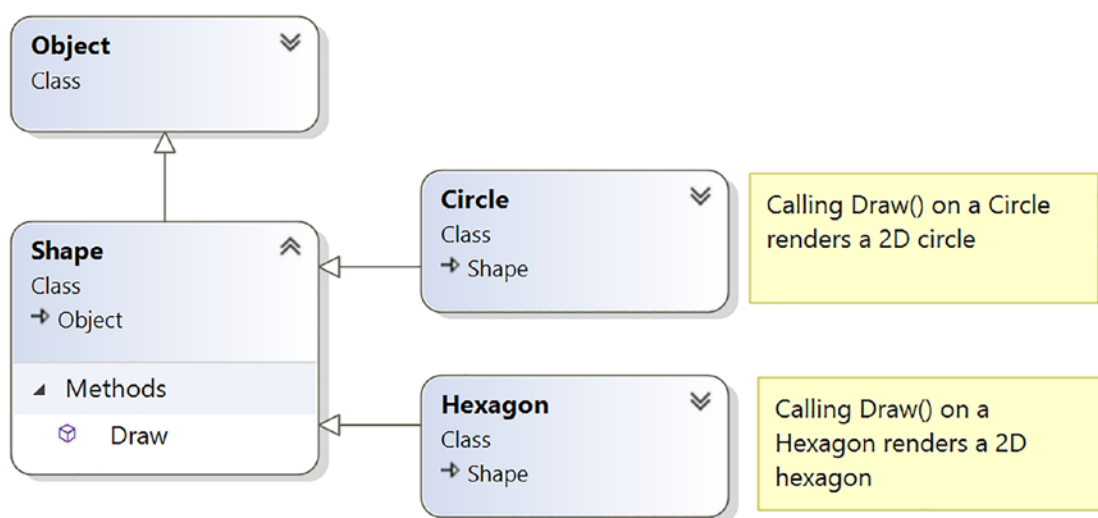 Object
Class
Shape
Class
Object
Methods
Draw
Circle
Class
Shape
Calling Draw() on a Circle
renders a 2D circle
Hexagon
Class
Shape
Calling Draw() on a
Hexagon renders a 2D
hexagon